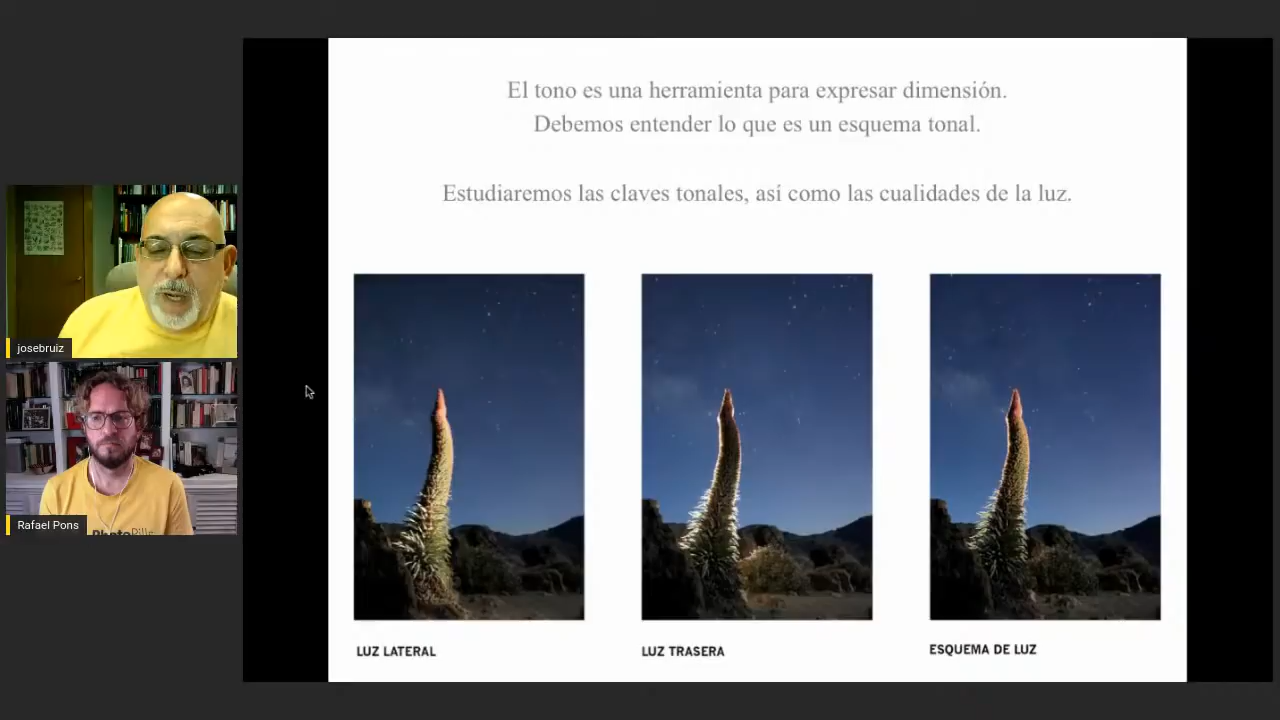 El tono es una herramienta para expresar dimensión.
Debemos entender lo que es un esquema tonal.
Estudiaremos las claves tonales, así como las cualidades de la luz.
josebruiz
Rafael Pons
LUZ LATERAL
LUZ TRASERA
ESQUEMA DE LUZ